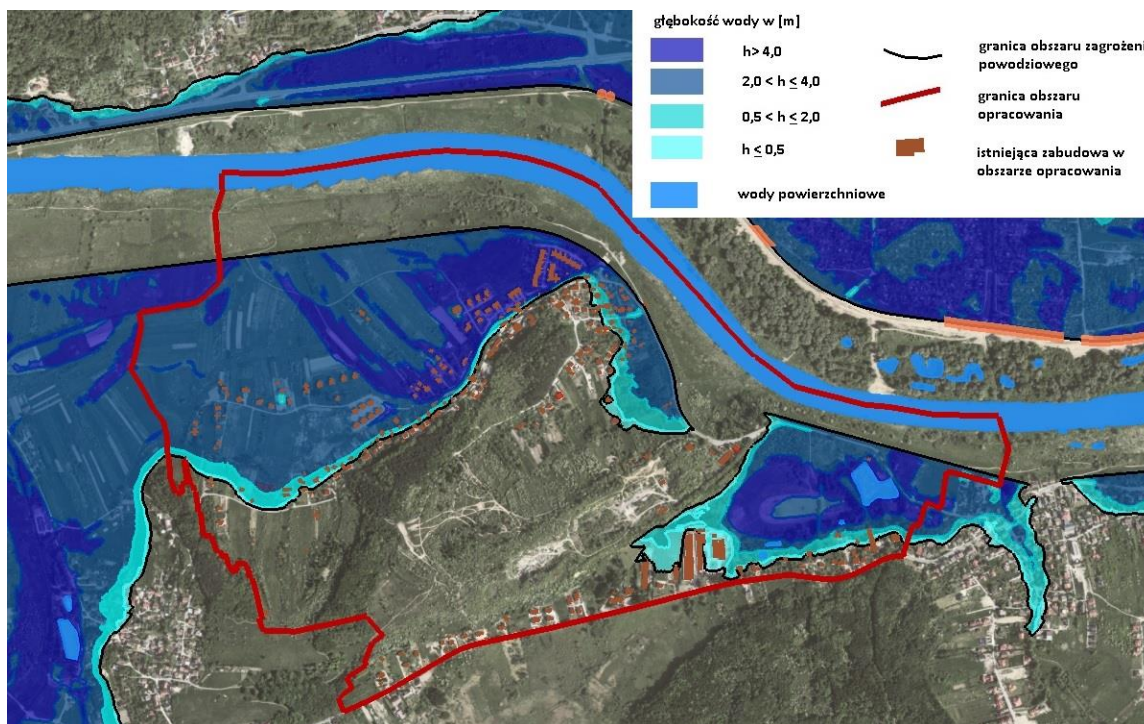 głębokość wody w [m]
h> 4,0
2,0 < h ≤ 4,0
0,5 < h ≤ 2,0
h ≤ 0,5
wody powierzchniowe
granica obszaru zagrożeni
powodziowego
granica obszaru
opracowania
istniejąca zabudowa w
obszarze opracowania